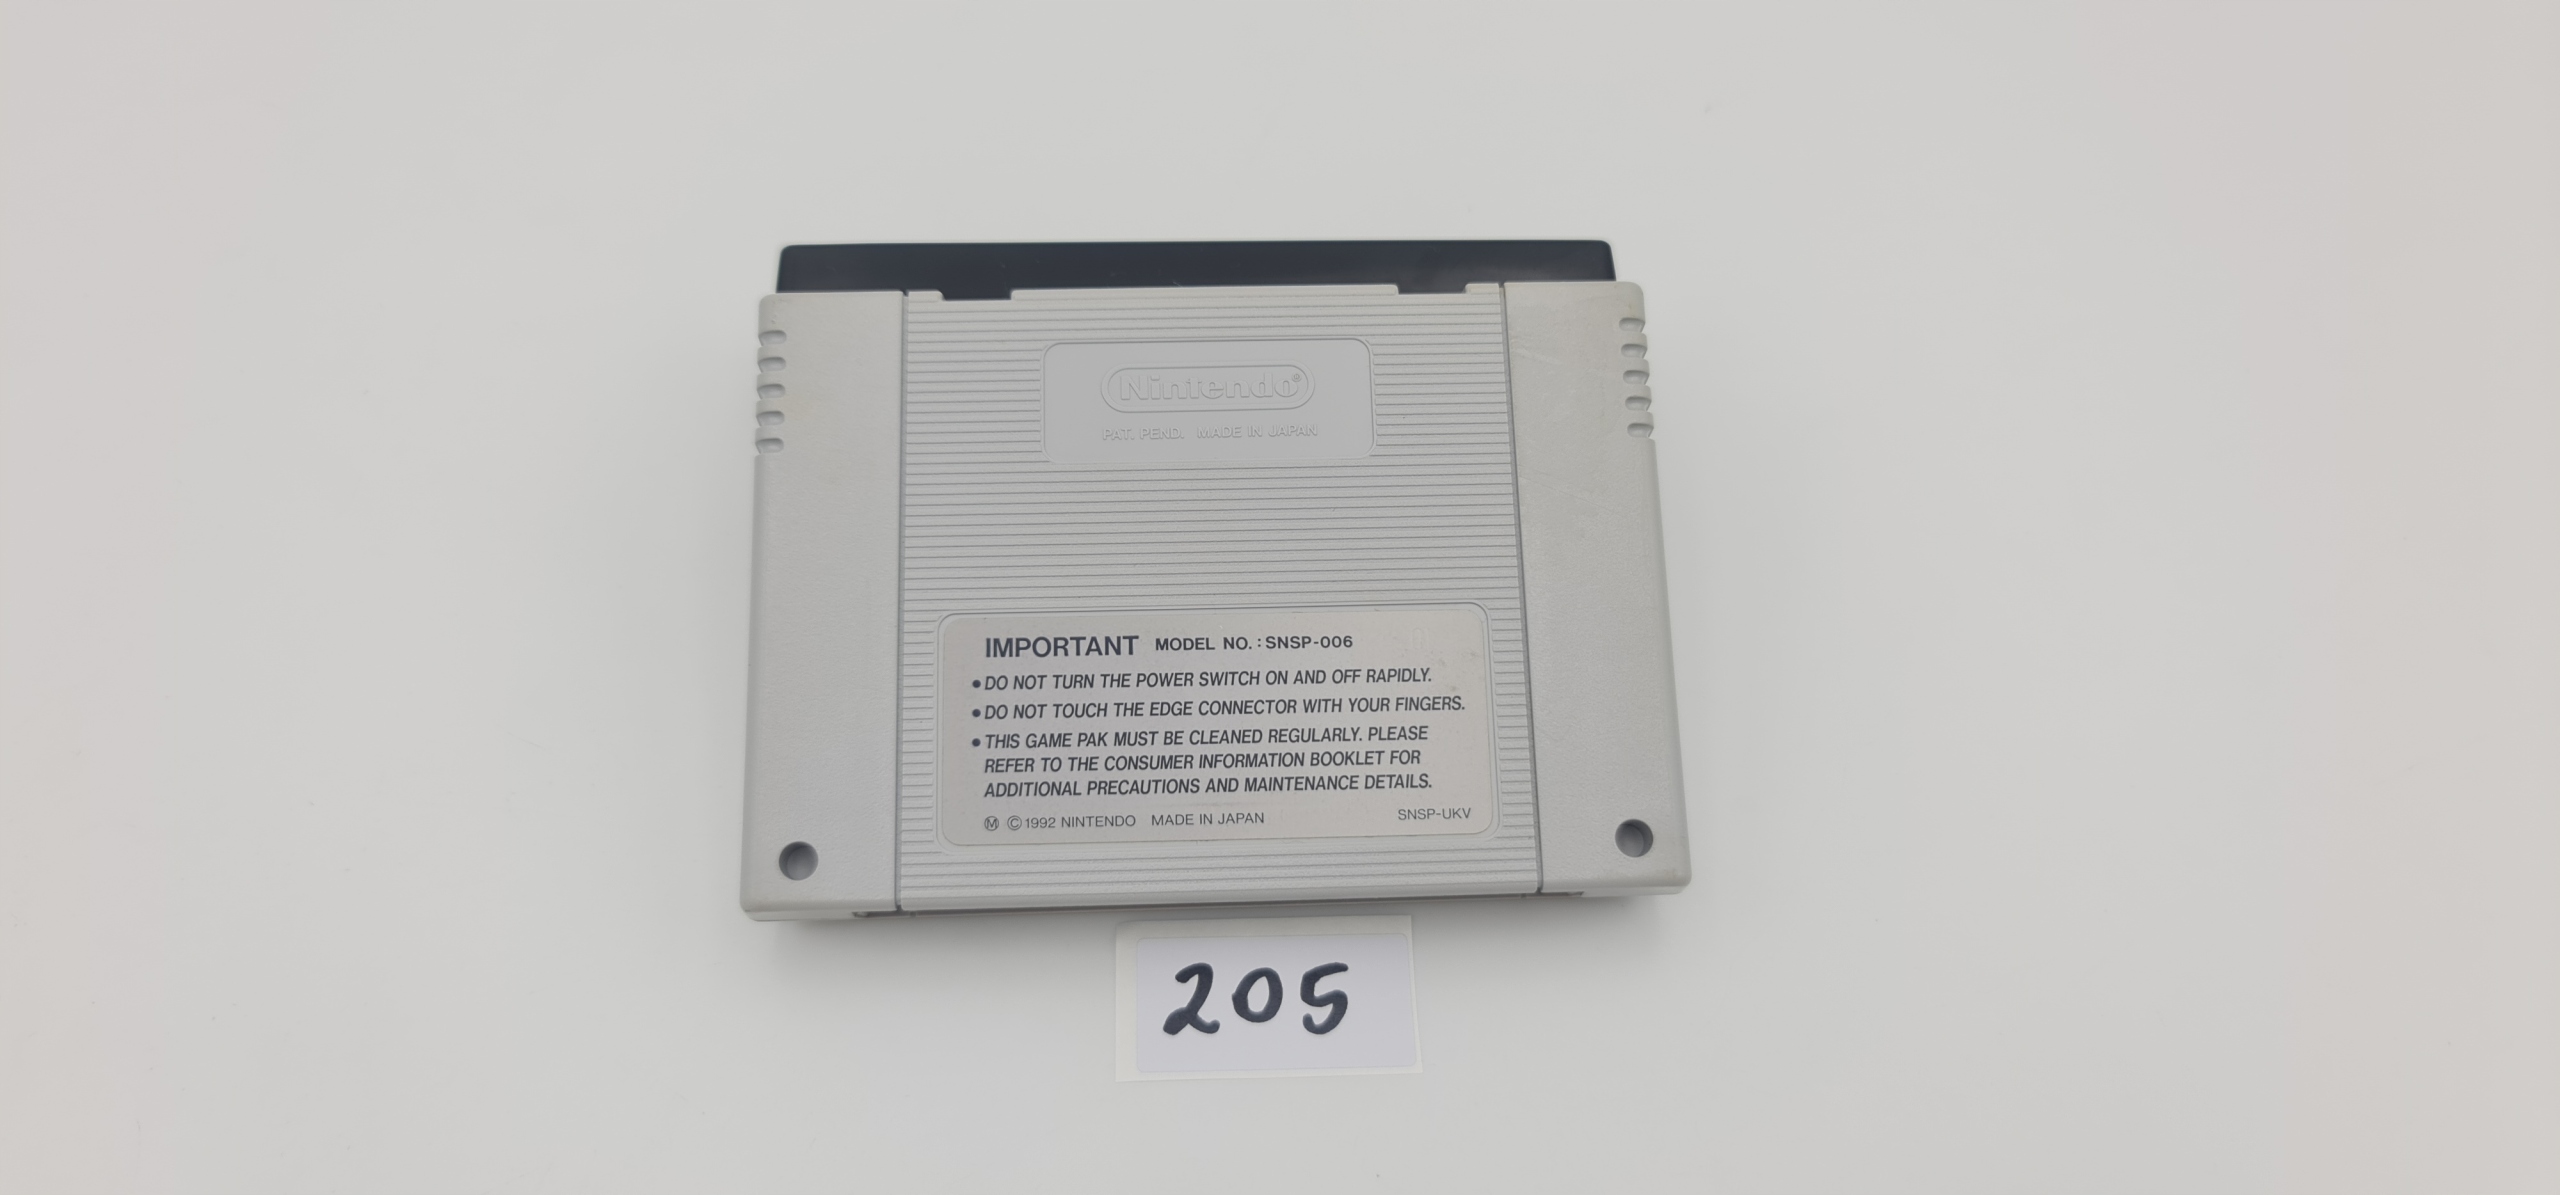 Nintendo®
PAT. PEND. MADE IN JAPAN
IMPORTANT MODEL NO. : SNSP-006
•DO NOT TURN THE POWER SWITCH ON AND OFF RAPIDLY.
•DO NOT TOUCH THE EDGE CONNECTOR WITH YOUR FINGERS.
•THIS GAME PAK MUST BE CLEANED REGULARLY. PLEASE
REFER TO THE CONSUMER INFORMATION BOOKLET FOR
ADDITIONAL PRECAUTIONS AND MAINTENANCE DETAILS.
Ⓜ ©1992 NINTENDO MADE IN JAPAN SNSP-UKV
205